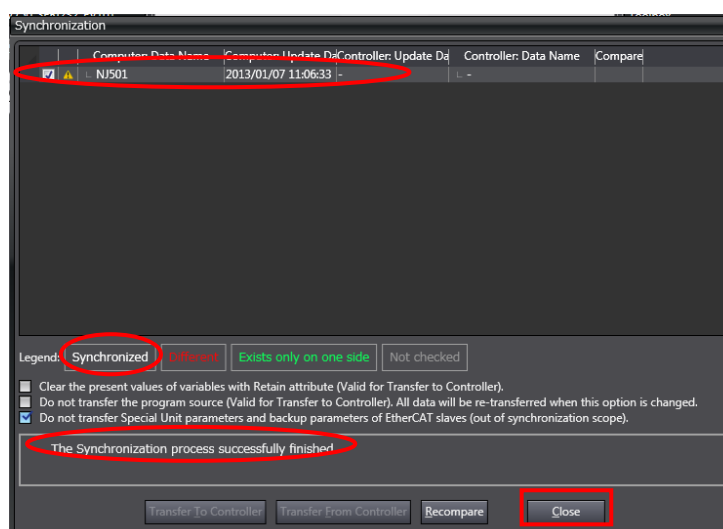 Synchronization
Computer: Data Name Computer: Update Da Controller: Update Da Controller: Data Name Compare
NJ501 2013/01/07 11:06:33 - -
Legend: Synchronized Different Exists only on one side Not checked
Clear the present values of variables with Retain attribute (Valid for Transfer to Controller).
Do not transfer the program source (Valid for Transfer to Controller). All data will be re-transferred when this option is changed.
Do not transfer Special Unit parameters and backup parameters of EtherCAT slaves (out of synchronization scope).
The Synchronization process successfully finished
Transfer To Controller Transfer From Controller Recompare Close